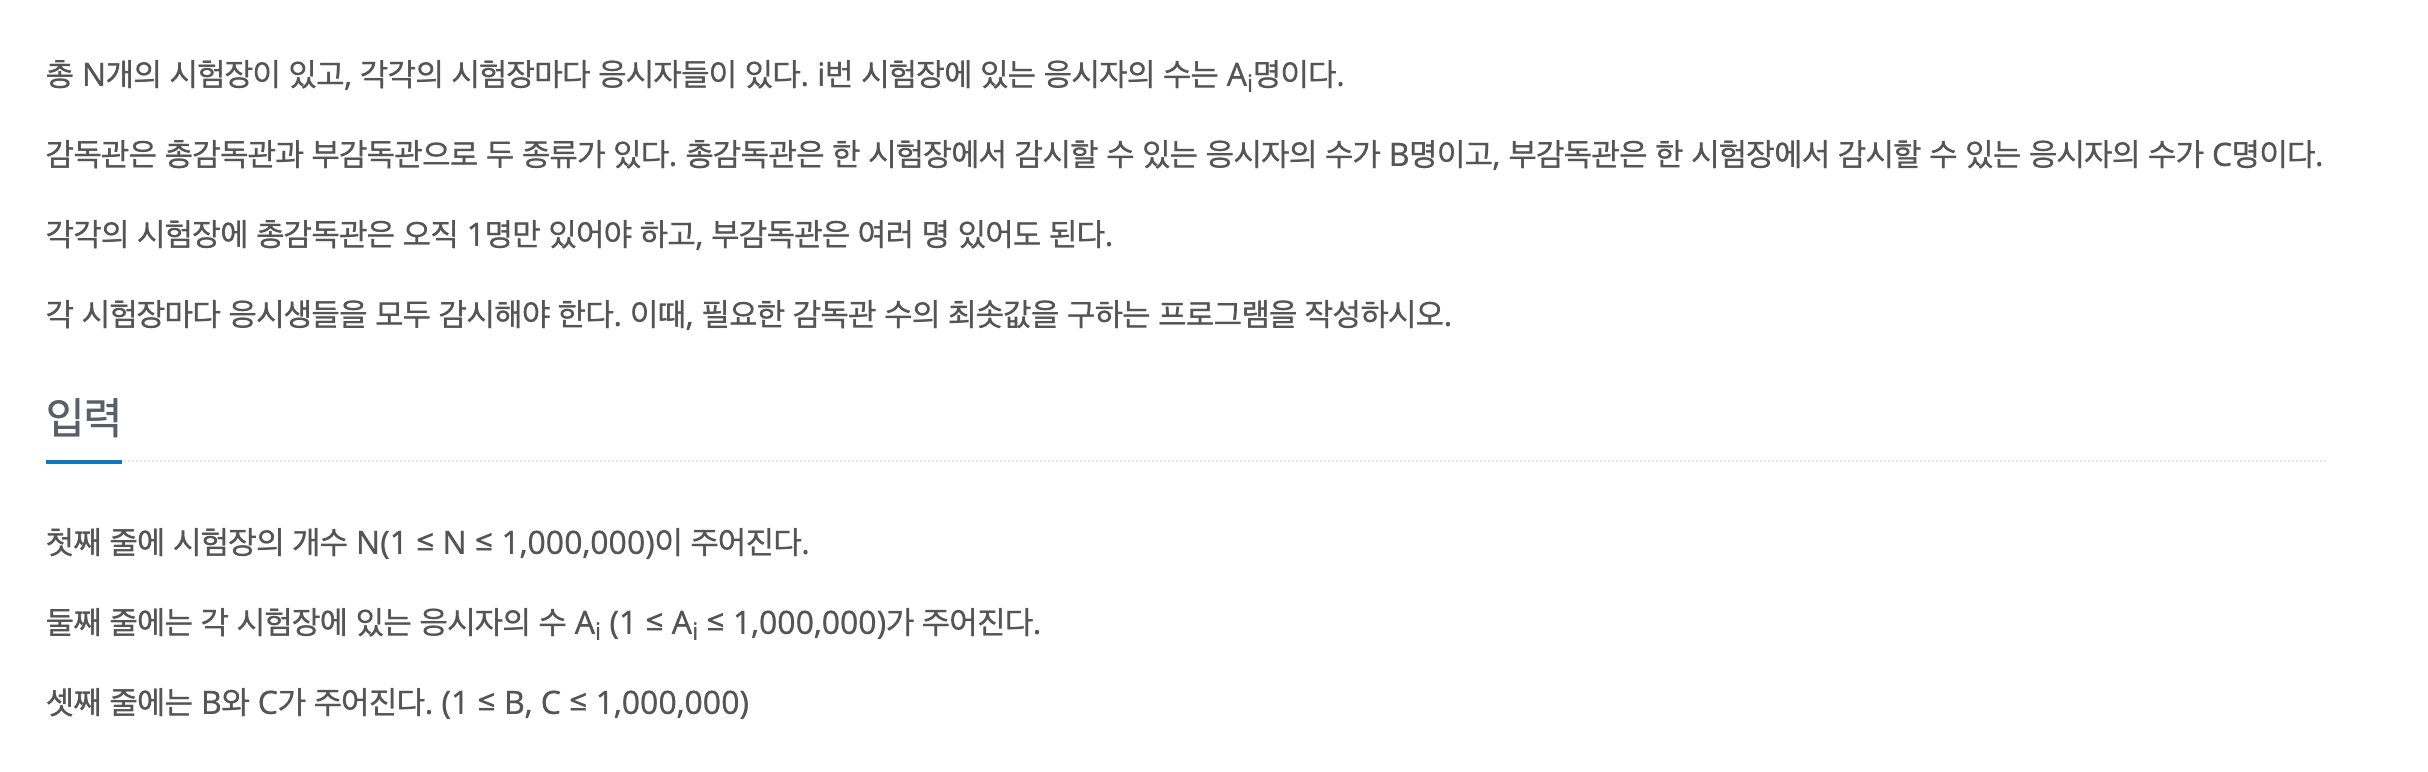 총 N개의 시험장이 있고, 각각의 시험장마다 응시자들이 있다. i번 시험장에 있는 응시자의 수는 Ai명이다.
감독관은 총감독관과 부감독관으로 두 종류가 있다. 총감독관은 한 시험장에서 감시할 수 있는 응시자의 수가 B명이고, 부감독관은 한 시험장에서 감시할 수 있는 응시자의 수가 C명이다.
각각의 시험장에 총감독관은 오직 1명만 있어야 하고, 부감독관은 여러 명 있어도 된다.
각 시험장마다 응시생들을 모두 감시해야 한다. 이때, 필요한 감독관 수의 최솟값을 구하는 프로그램을 작성하시오.
입력
첫째 줄에 시험장의 개수 N(1 ≤ N ≤ 1,000,000)이 주어진다.
둘째 줄에는 각 시험장에 있는 응시자의 수 Ai (1 ≤ Ai ≤ 1,000,000)가 주어진다.
셋째 줄에는 B와 C가 주어진다. (1 ≤ B, C ≤ 1,000,000)